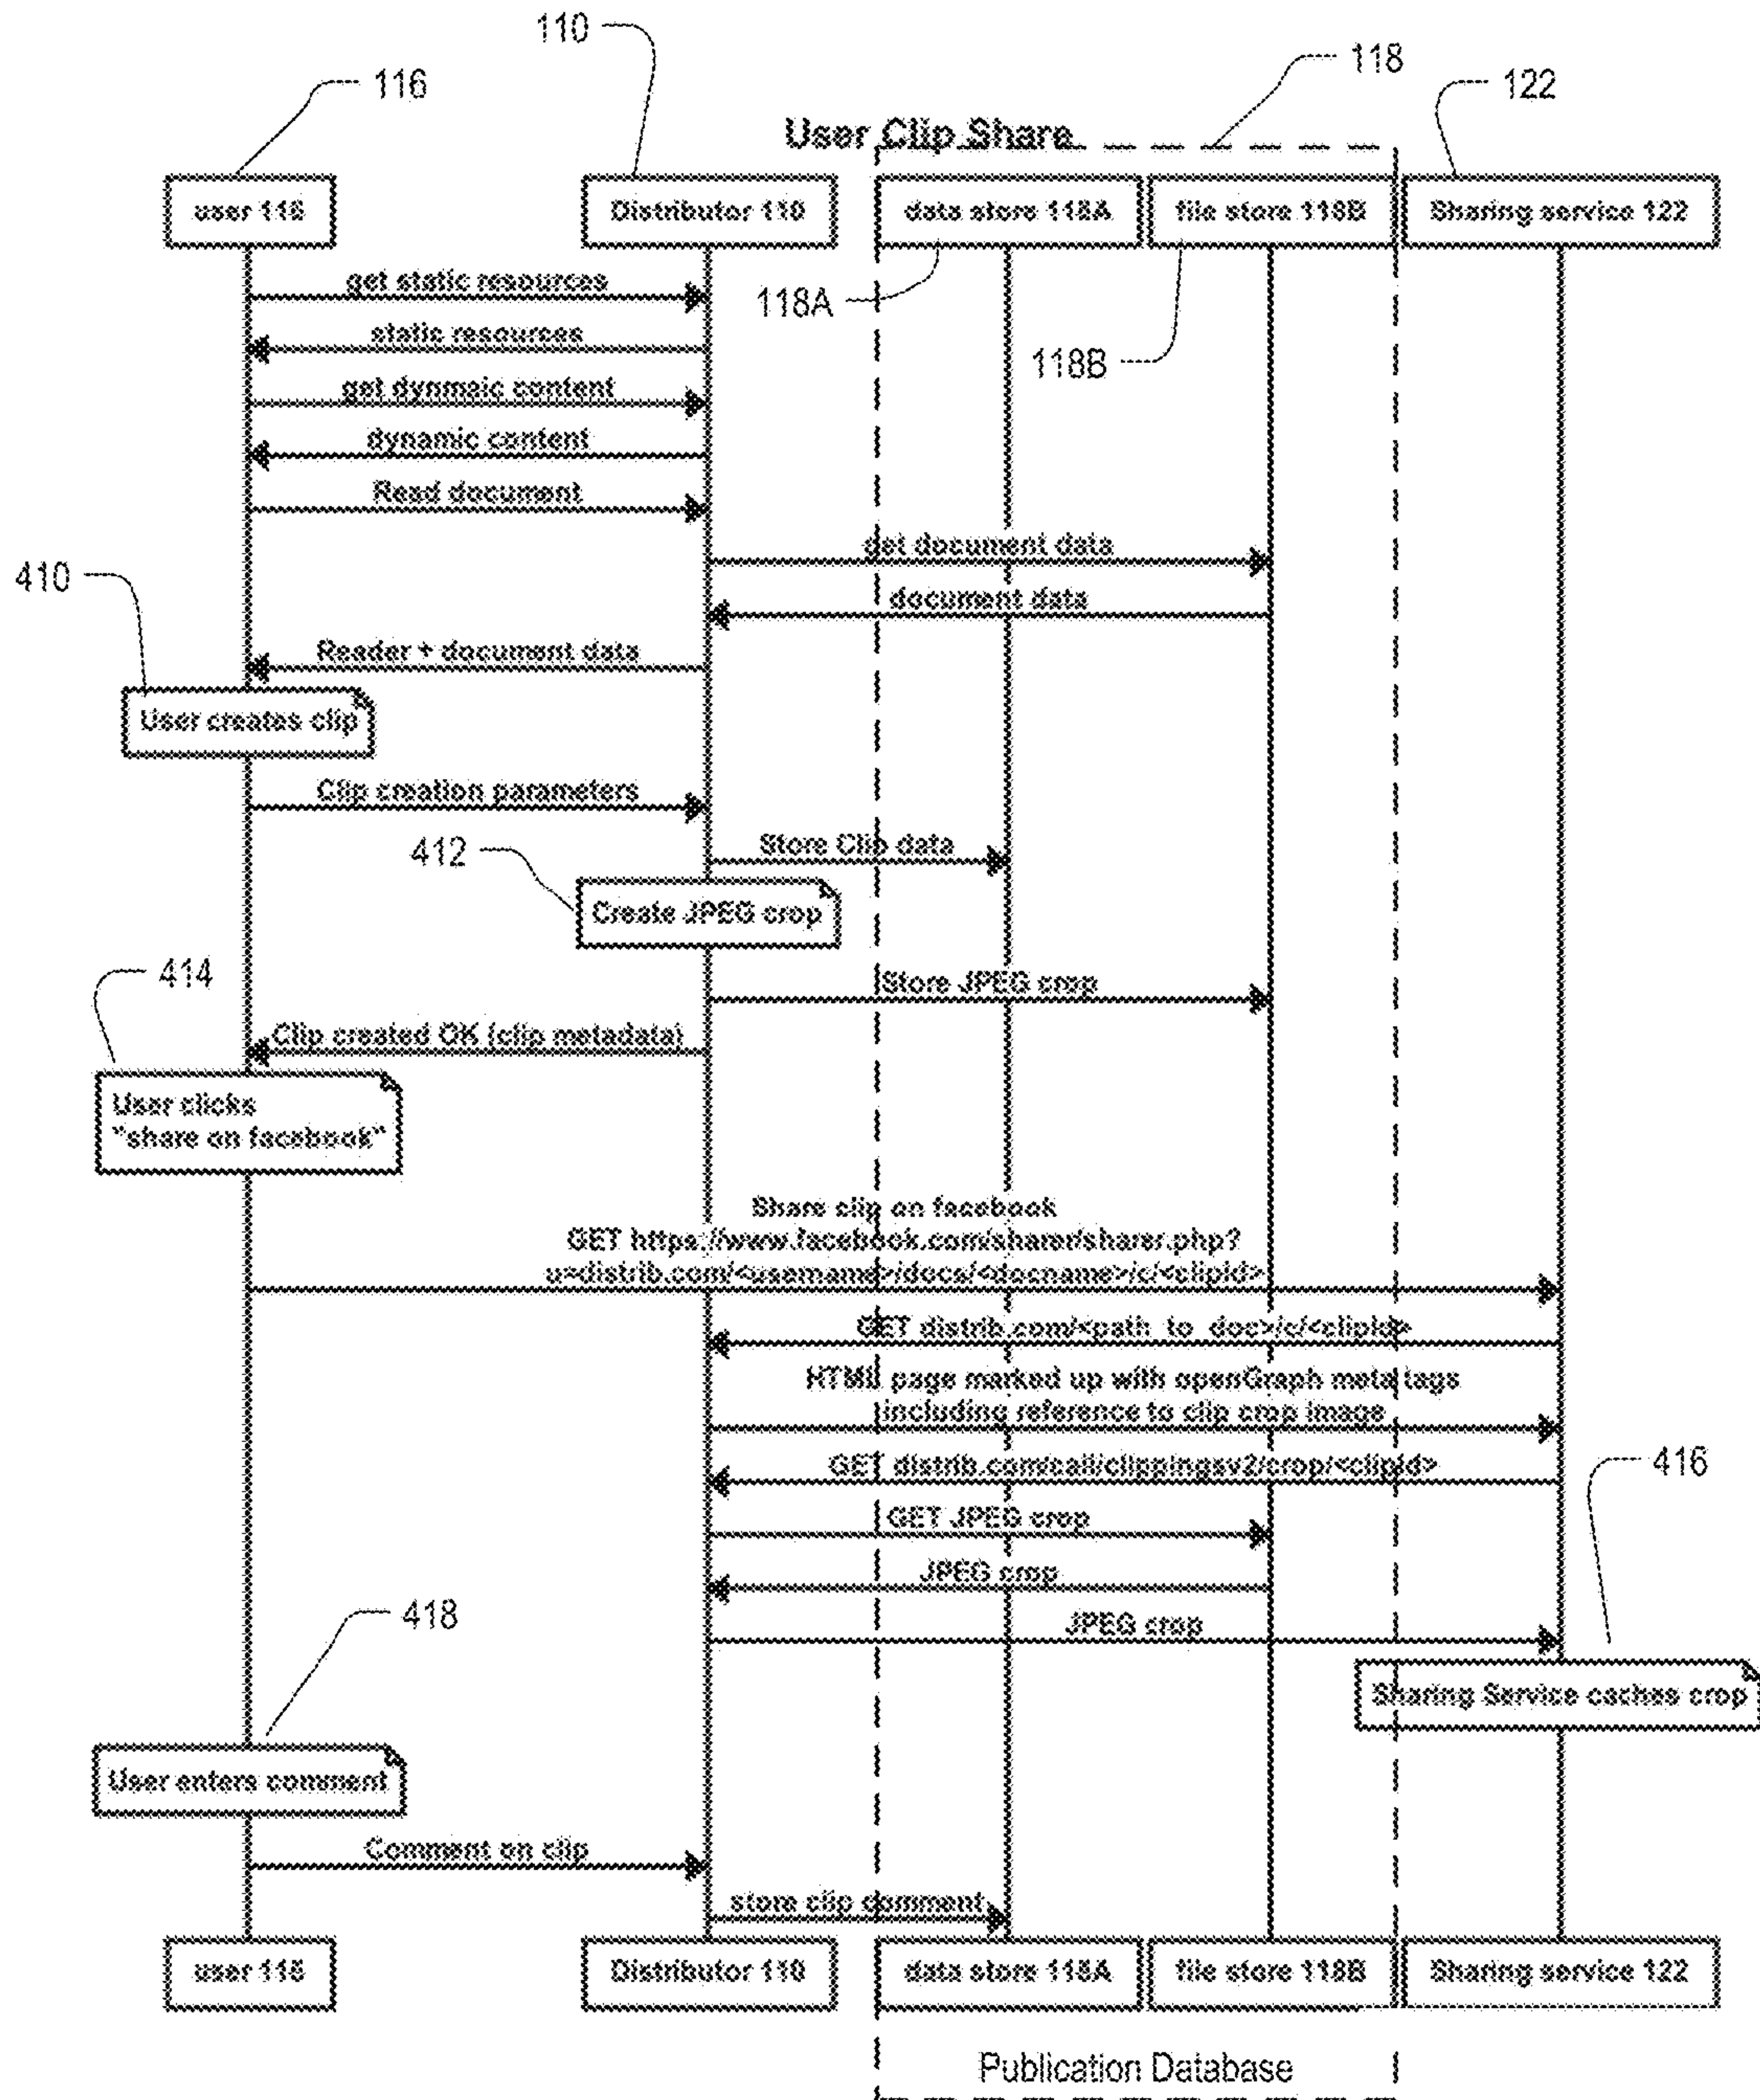 110
116
118
122
User Clip Share
user 116
Distributor 110
data store 118A
file store 118B
Sharing service 122
get static resources
118A
static resources
118B
get dynmaic content
dynamic content
Read document
get document data
410
document data
Reader + document data
User creates clip
Clip creation parameters
412
Store Clip data
Create JPEG crop
414
Store JPEG crop
Clip created OK (clip metadata)
User clicks
"share on facebook"
Share clip on facebook
GET https://www.facebook.com/sharer/sharer.php?
u=distrib.com/<username>/docs/<docname>/c/<clipId>
GET distrib.com/<path_to_doc>/c/<clipId>
HTML page marked up with openGraph meta tags
including reference to clip crop image
GET distrib.com/call/clippingsv2/crop/<clipId>
416
GET JPEG crop
JPEG crop
418
JPEG crop
Sharing Service caches crop
User enters comment
Comment on clip
store clip comment
user 116
Distributor 110
data store 118A
file store 118B
Sharing service 122
Publication Database